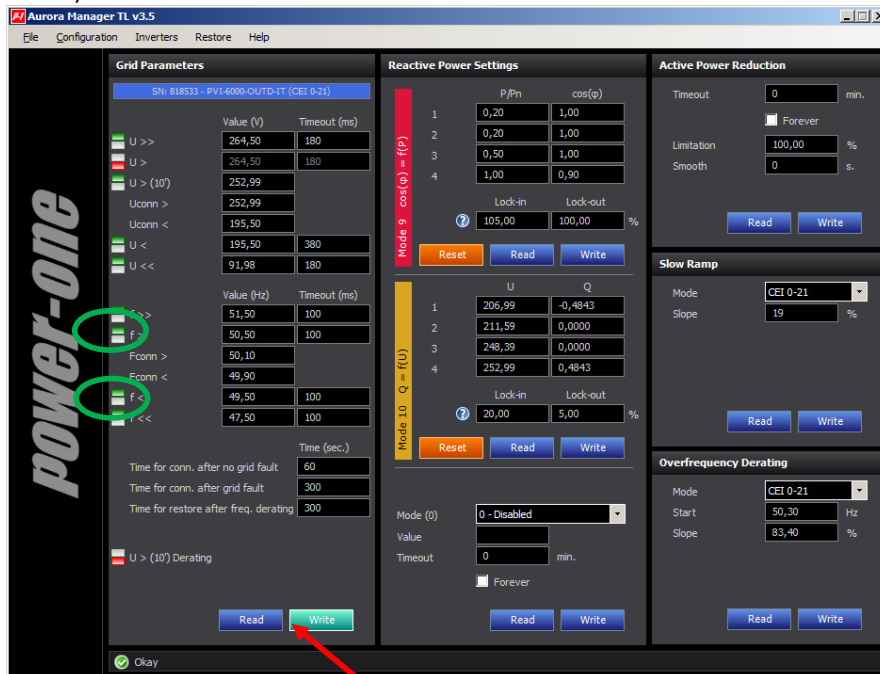 Aurora Manager TL v3.5
File Configuration Inverters Restore Help
power-one
Grid Parameters
SN: 818533 - PVI-6000-OUTD-IT (CEI 0-21)
Value (V) Timeout (ms)
U >> 264,50 180
U > 264,50 180
U > (10') 252,99
Uconn > 252,99
Uconn < 195,50
U < 195,50 380
U << 91,98 180
Value (Hz) Timeout (ms)
f >> 51,50 100
f > 50,50 100
Fconn > 50,10
Fconn < 49,90
f < 49,50 100
f << 47,50 100
Time (sec.)
Time for conn. after no grid fault 60
Time for conn. after grid fault 300
Time for restore after freq. derating 300
U > (10') Derating
Read Write
Reactive Power Settings
Mode 9 cos(φ) = f(P)
P/Pn cos(φ)
1 0,20 1,00
2 0,20 1,00
3 0,50 1,00
4 1,00 0,90
Lock-in Lock-out
? 105,00 100,00 %
Reset Read Write
Mode 10 Q = f(U)
U Q
1 206,99 -0,4843
2 211,59 0,0000
3 248,39 0,0000
4 252,99 0,4843
Lock-in Lock-out
? 20,00 5,00 %
Reset Read Write
Mode (0) 0 - Disabled
Value
Timeout 0 min.
Forever
Read Write
Active Power Reduction
Timeout 0 min.
Forever
Limitation 100,00 %
Smooth 0 s.
Read Write
Slow Ramp
Mode CEI 0-21
Slope 19 %
Read Write
Overfrequency Derating
Mode CEI 0-21
Start 50,30 Hz
Slope 83,40 %
Read Write
Okay